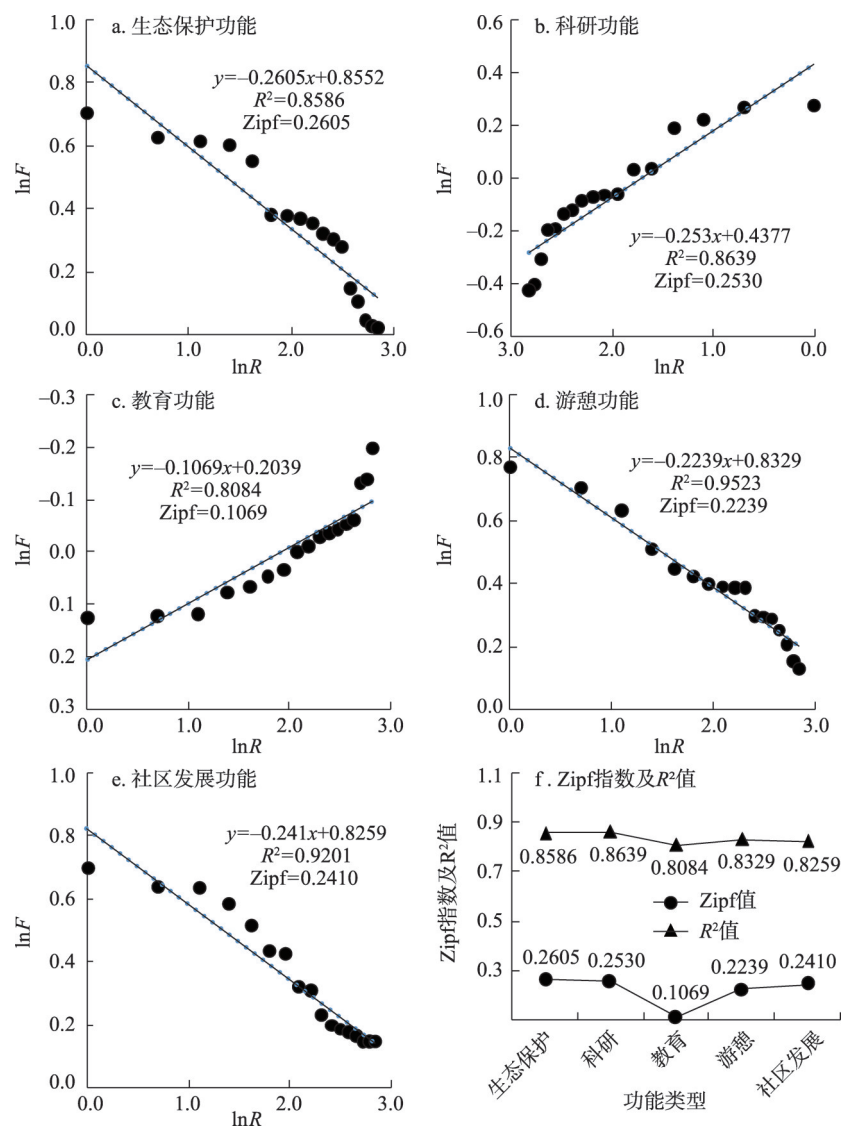 a. 生态保护功能
y=–0.2605x+0.8552
R²=0.8586
Zipf=0.2605
lnF
1.0
0.8
0.6
0.4
0.2
0.0
0.0
1.0
2.0
3.0
lnR
b. 科研功能
y=–0.253x+0.4377
R²=0.8639
Zipf=0.2530
lnF
0.6
0.4
0.2
0.0
–0.2
–0.4
–0.6
3.0
2.0
1.0
0.0
lnR
c. 教育功能
y=–0.1069x+0.2039
R²=0.8084
Zipf=0.1069
lnF
–0.3
–0.2
–0.1
0.0
0.1
0.2
0.3
0.0
1.0
2.0
3.0
lnR
d. 游憩功能
y=–0.2239x+0.8329
R²=0.9523
Zipf=0.2239
lnF
1.0
0.8
0.6
0.4
0.2
0.0
0.0
1.0
2.0
3.0
lnR
e. 社区发展功能
y=–0.241x+0.8259
R²=0.9201
Zipf=0.2410
lnF
1.0
0.8
0.6
0.4
0.2
0.0
0.0
1.0
2.0
3.0
lnR
f. Zipf指数及R²值
Zipf指数及R²值
1.1
0.9
0.7
0.5
0.3
0.8586
0.8639
0.8084
0.8329
0.8259
Zipf值
R²值
0.2605
0.2530
0.1069
0.2239
0.2410
生态保护
科研
教育
游憩
社区发展
功能类型